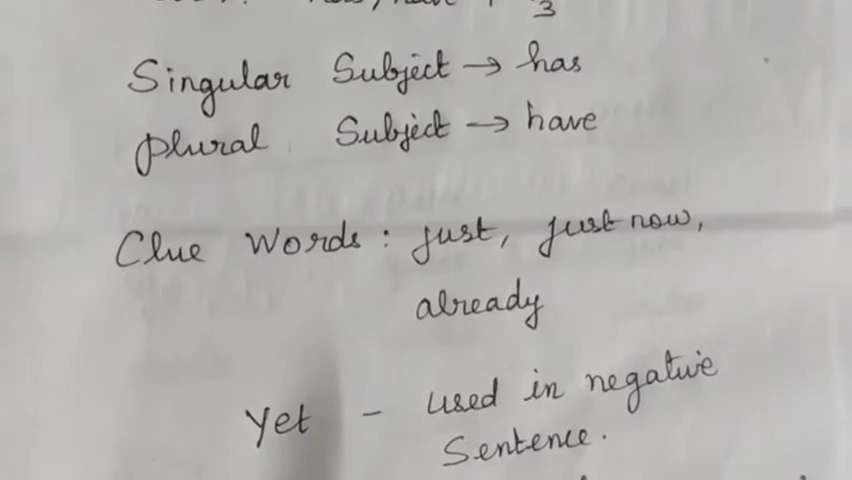 Singular Subject → has
Plural Subject → have
Clue Words: just, just now,
already
Yet - used in negative
Sentence.